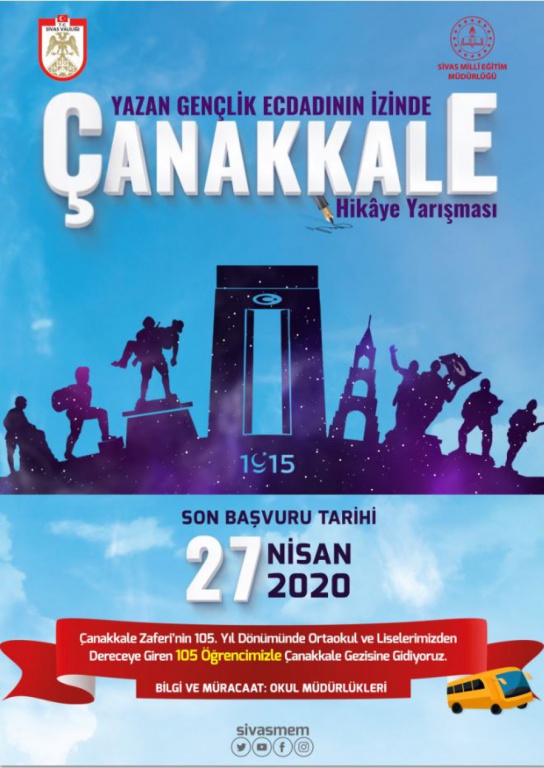 T.C.
SİVAS VALİLİĞİ
SİVAS MİLLÎ EĞİTİM
MÜDÜRLÜĞÜ
YAZAN GENÇLİK ECDADININ İZİNDE
ÇANAKKALE
Hikâye Yarışması
1915
SON BAŞVURU TARİHİ
27 NİSAN
2020
Çanakkale Zaferi'nin 105. Yıl Dönümünde Ortaokul ve Liselerimizden
Dereceye Giren 105 Öğrencimizle Çanakkale Gezisine Gidiyoruz.
BİLGİ VE MÜRACAAT: OKUL MÜDÜRLÜKLERİ
sivasmem